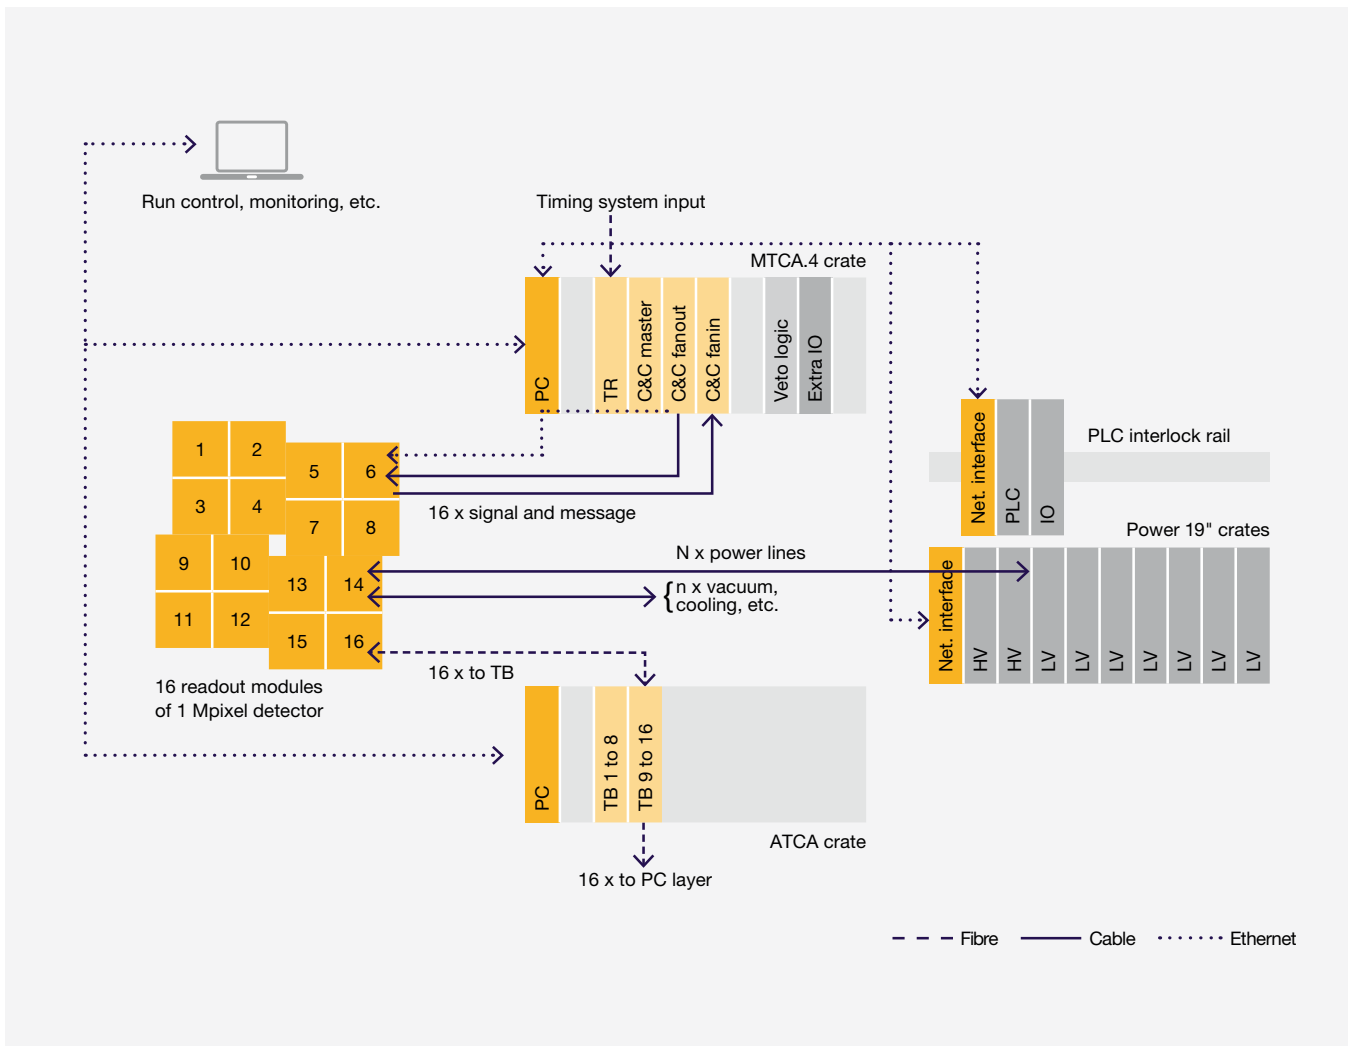 Run control, monitoring, etc.
Timing system input
MTCA.4 crate
PC
TR
C&C master
C&C fanout
C&C fanin
Veto logic
Extra IO
1
2
3
4
5
6
7
8
9
10
11
12
13
14
15
16
16 x signal and message
Net. interface
PLC
IO
PLC interlock rail
Power 19" crates
N x power lines
{ n x vacuum,
cooling, etc.
Net. interface
HV
HV
LV
LV
LV
LV
LV
LV
LV
16 x to TB
16 readout modules
of 1 Mpixel detector
PC
TB 1 to 8
TB 9 to 16
ATCA crate
16 x to PC layer
Fibre
Cable
Ethernet